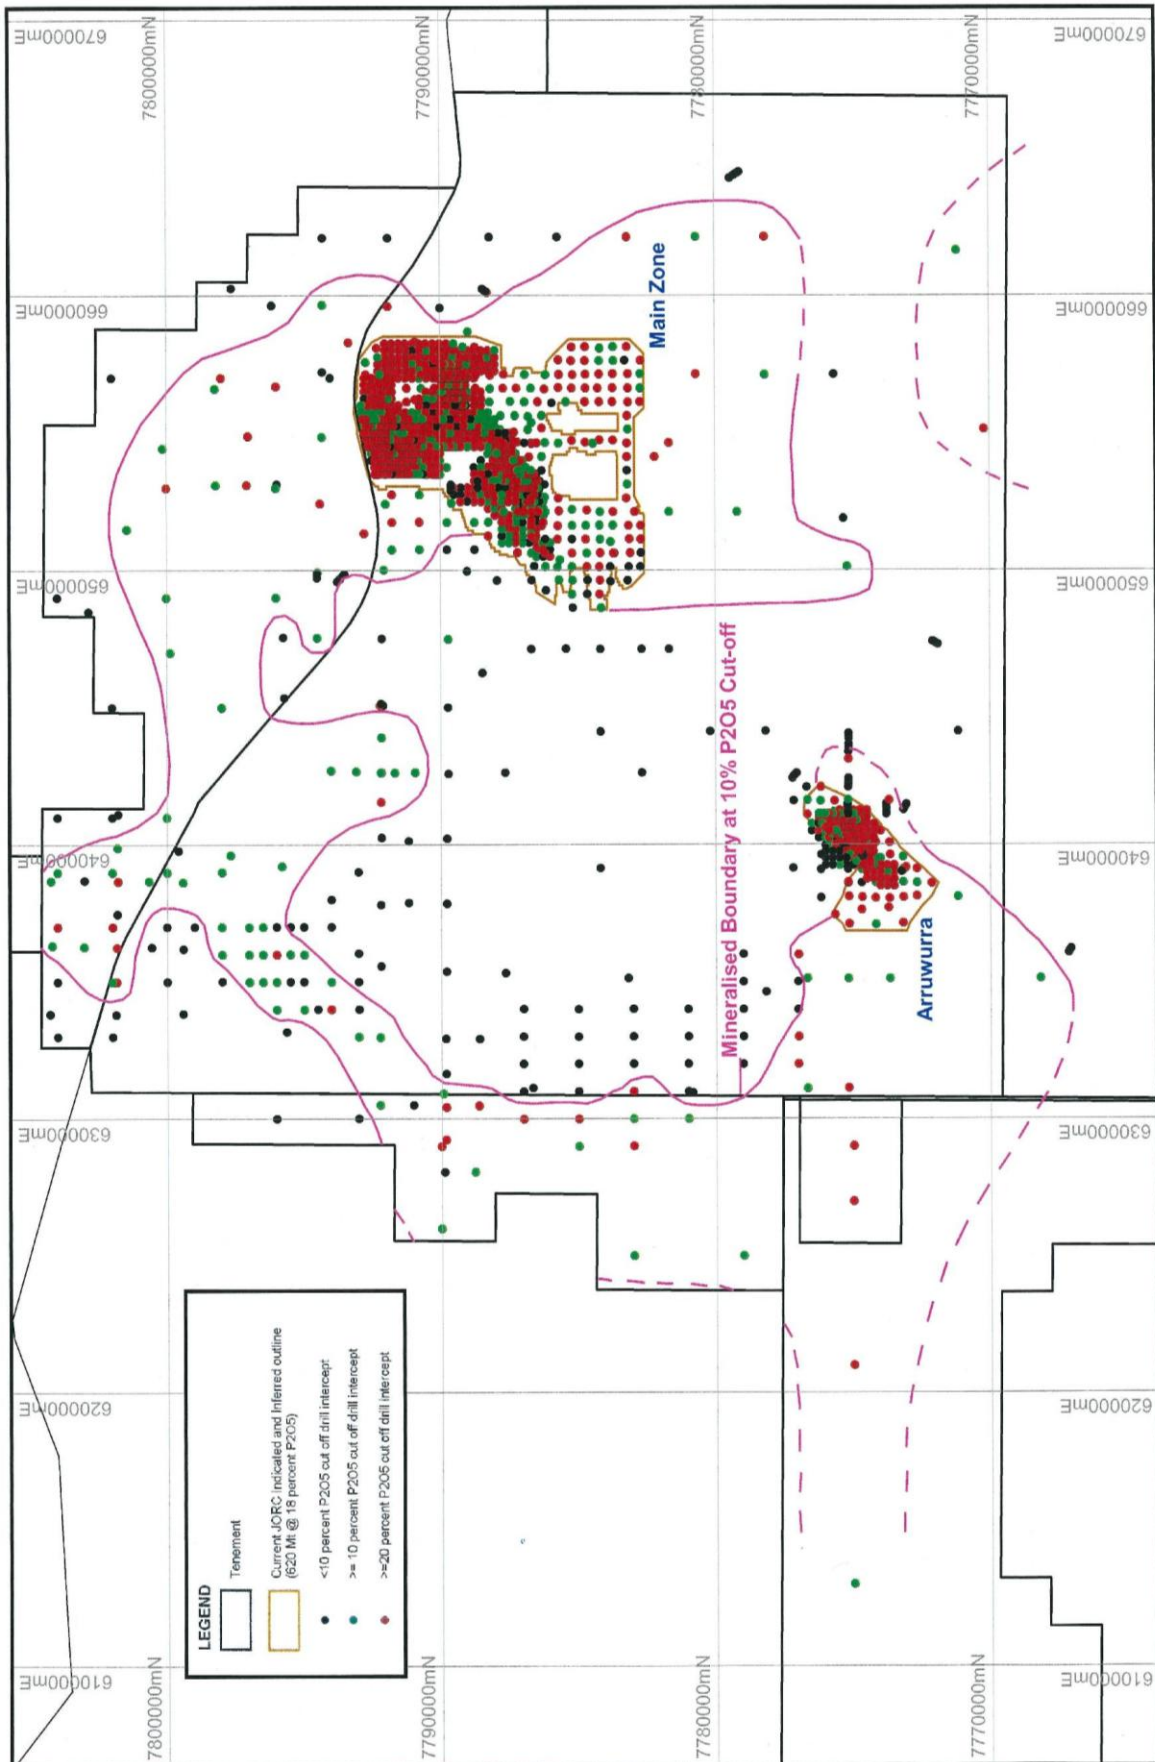 670000mE
660000mE
650000mE
640000mE
630000mE
620000mE
610000mE
7800000mN
7790000mN
7780000mN
7770000mN
Main Zone
Mineralised Boundary at 10% P2O5 Cut-off
Arruwurra
LEGEND
Tenement
Current JORC Indicated and Inferred outline
(620 Mt @ 18 percent P2O5)
<10 percent P2O5 cut off drill intercept
>= 10 percent P2O5 cut off drill intercept
>=20 percent P2O5 cut off drill intercept
7800000mN
7790000mN
7780000mN
7770000mN
670000mE
660000mE
650000mE
640000mE
630000mE
620000mE
610000mE